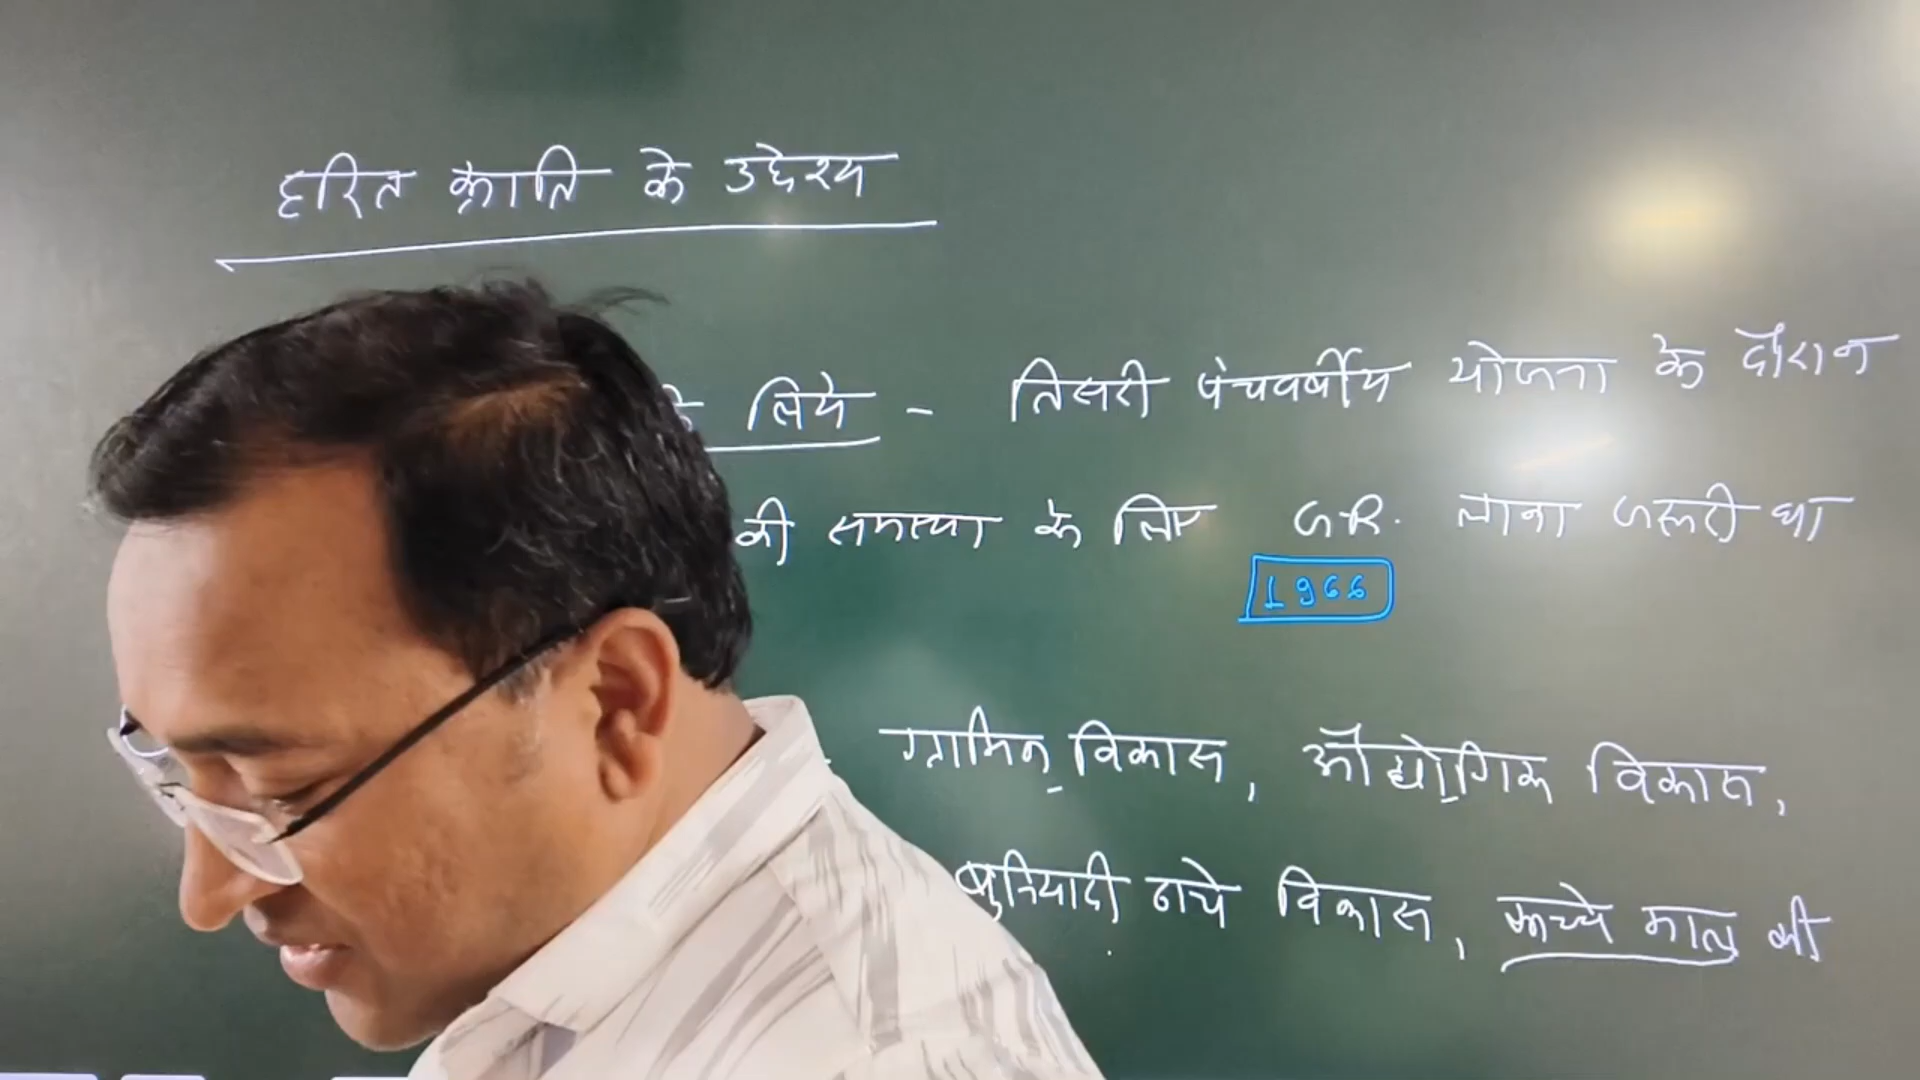 हरित क्राति के उद्देश्य
लिये - तिसरी पंचवर्षीय योजना के दौरान
की समस्या के लिए G.R. लाना जरूरी था
1966
ग्रामिन विकास, औद्योगिक विकास,
बुनियादी ढाचे विकास, कच्चे माल की